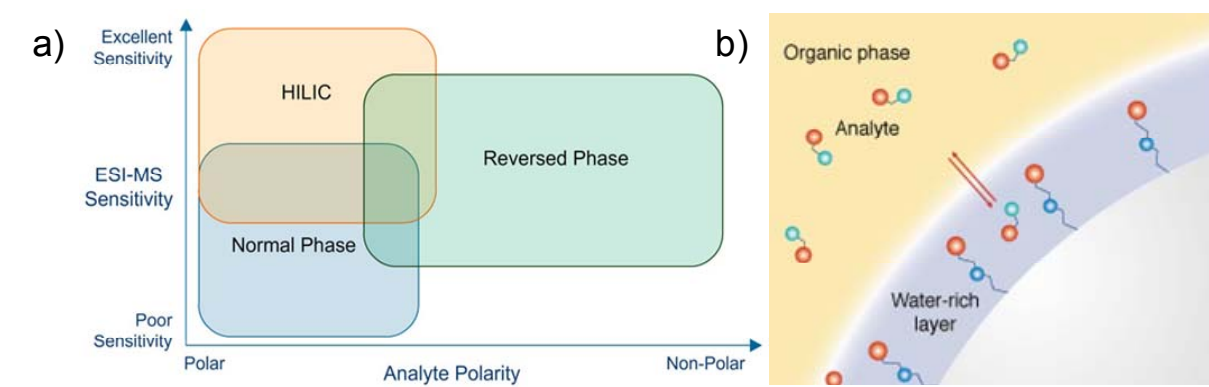 a)
Excellent
Sensitivity
HILIC
ESI-MS
Sensitivity
Reversed Phase
Normal Phase
Poor
Sensitivity
Polar
Analyte Polarity
Non-Polar
b)
Organic phase
Analyte
Water-rich
layer